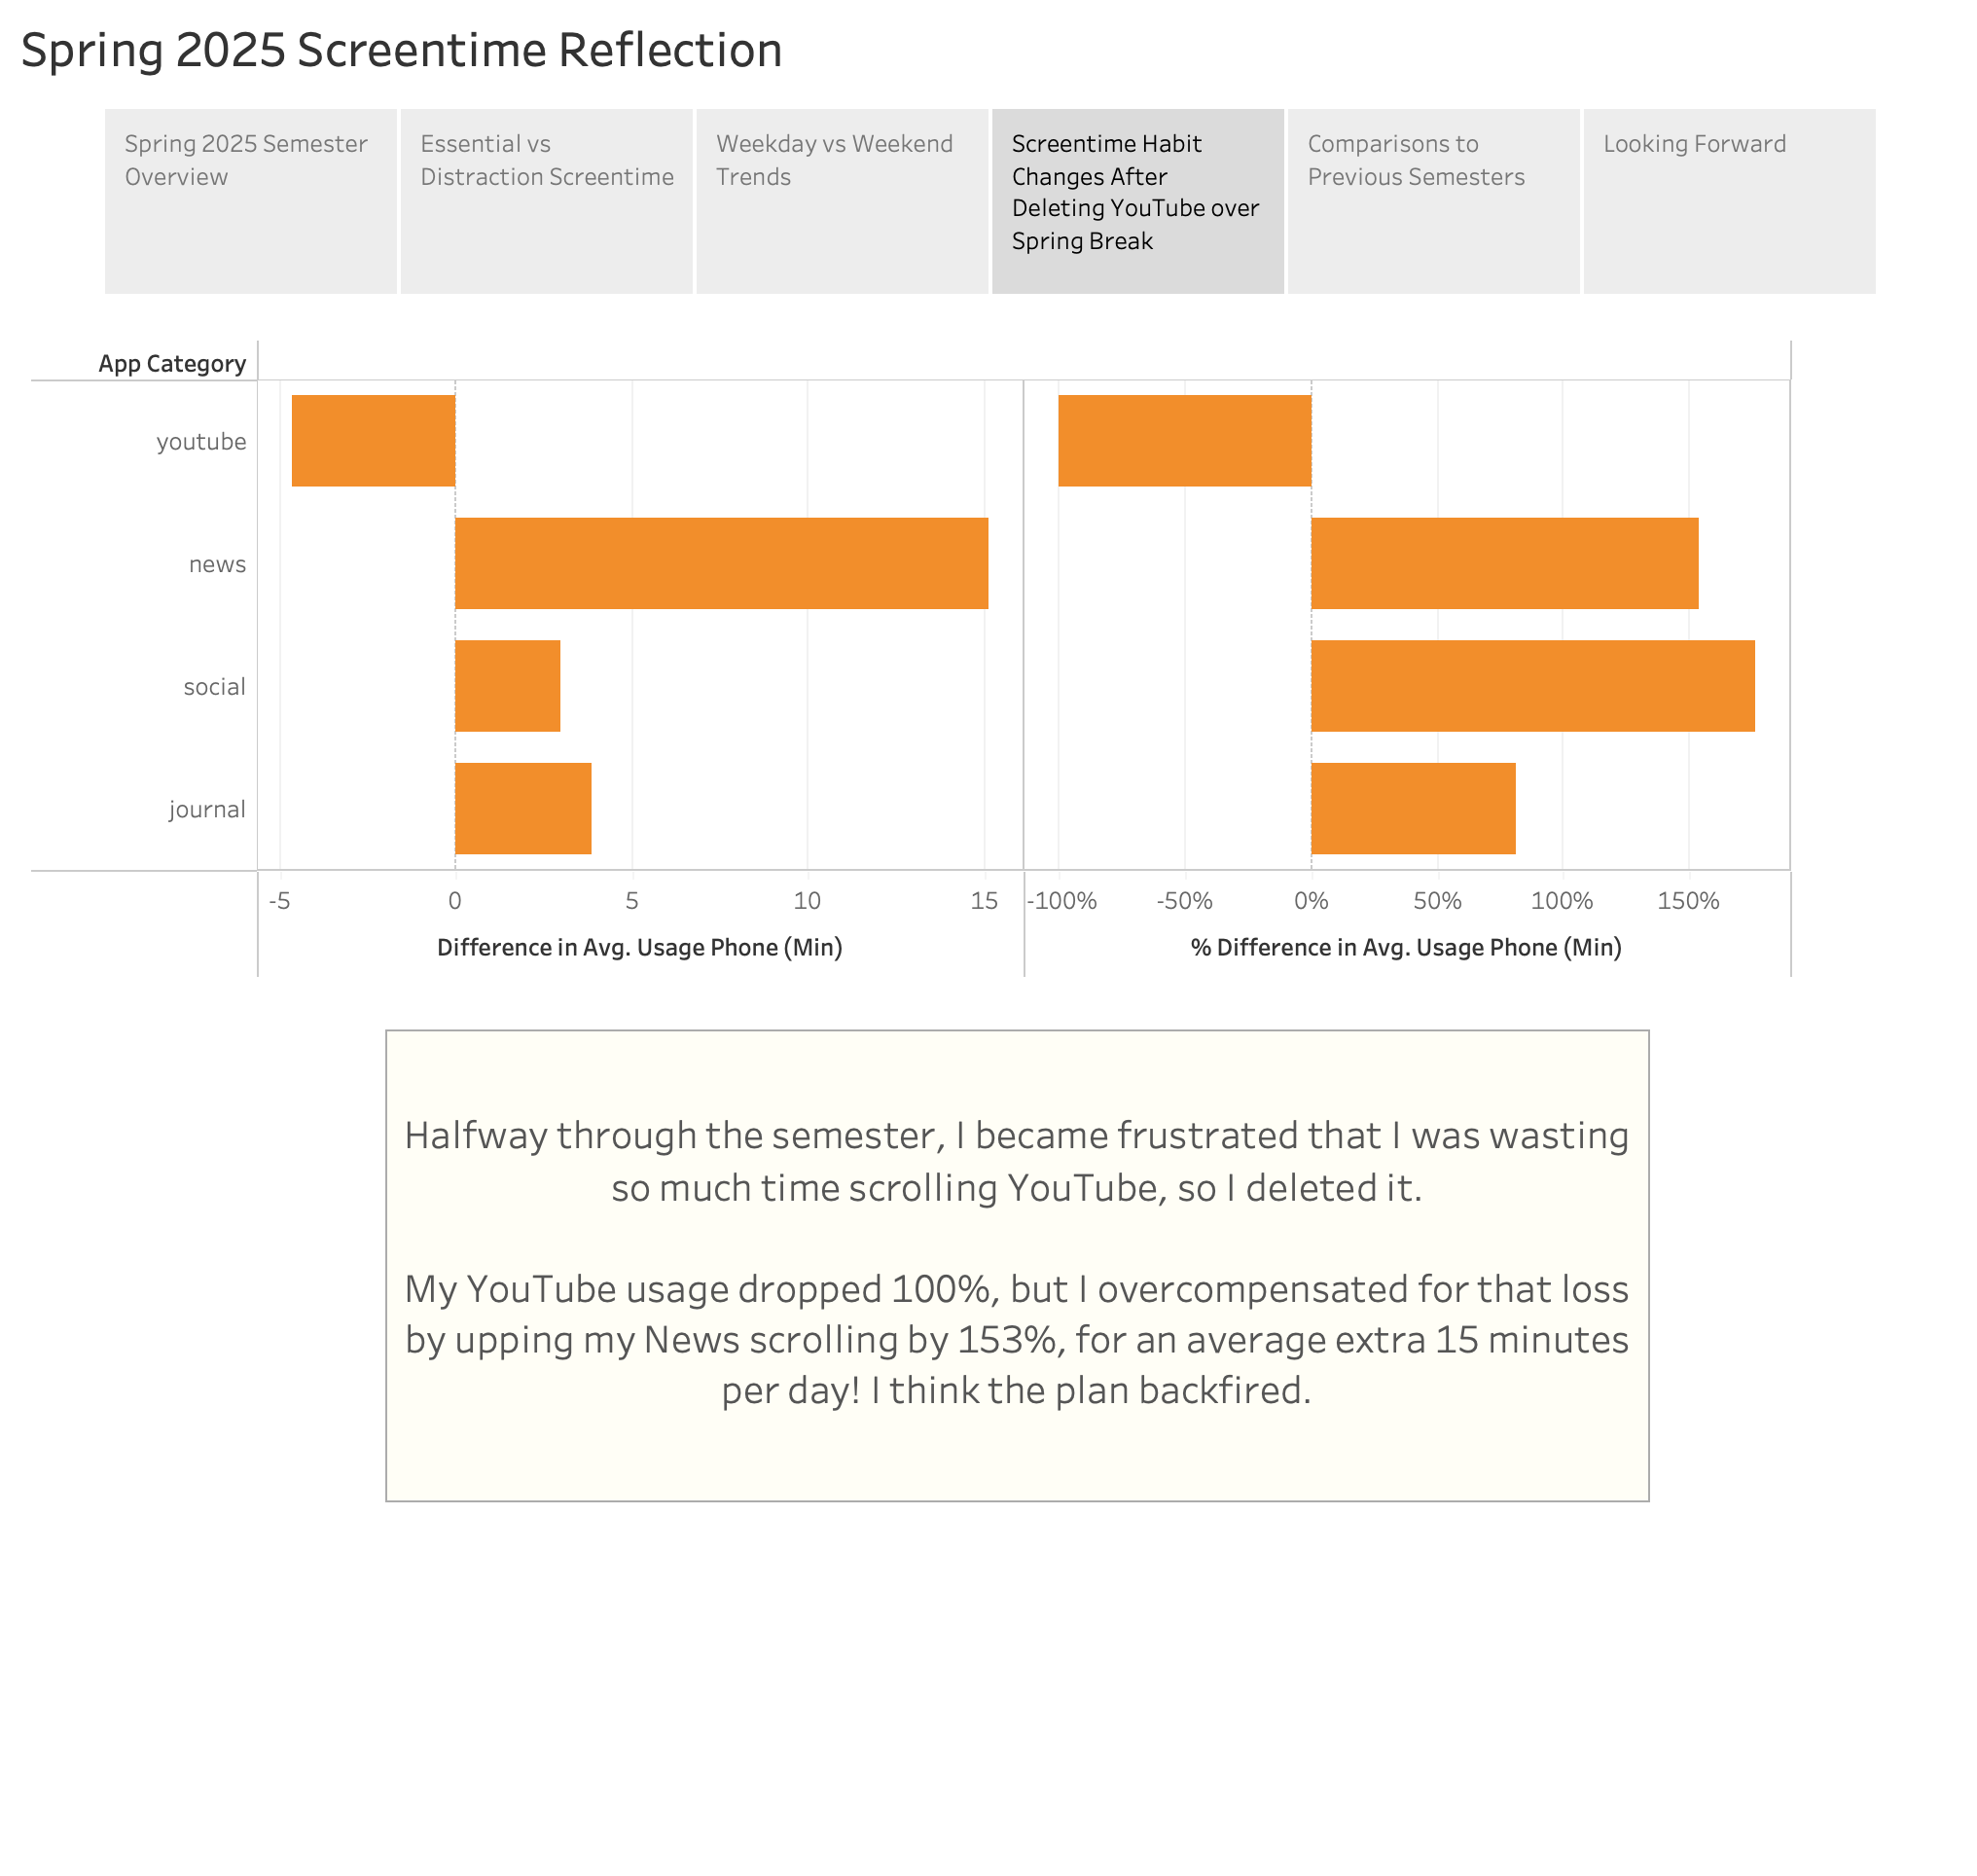 Spring 2025 Screentime Reflection
Spring 2025 Semester
Overview
Essential vs
Distraction Screentime
Weekday vs Weekend
Trends
Screentime Habit
Changes After
Deleting YouTube over
Spring Break
Comparisons to
Previous Semesters
Looking Forward
App Category
youtube
news
social
journal
-5 0 5 10 15 -100% -50% 0% 50% 100% 150%
Difference in Avg. Usage Phone (Min) % Difference in Avg. Usage Phone (Min)
Halfway through the semester, I became frustrated that I was wasting
so much time scrolling YouTube, so I deleted it.
My YouTube usage dropped 100%, but I overcompensated for that loss
by upping my News scrolling by 153%, for an average extra 15 minutes
per day! I think the plan backfired.